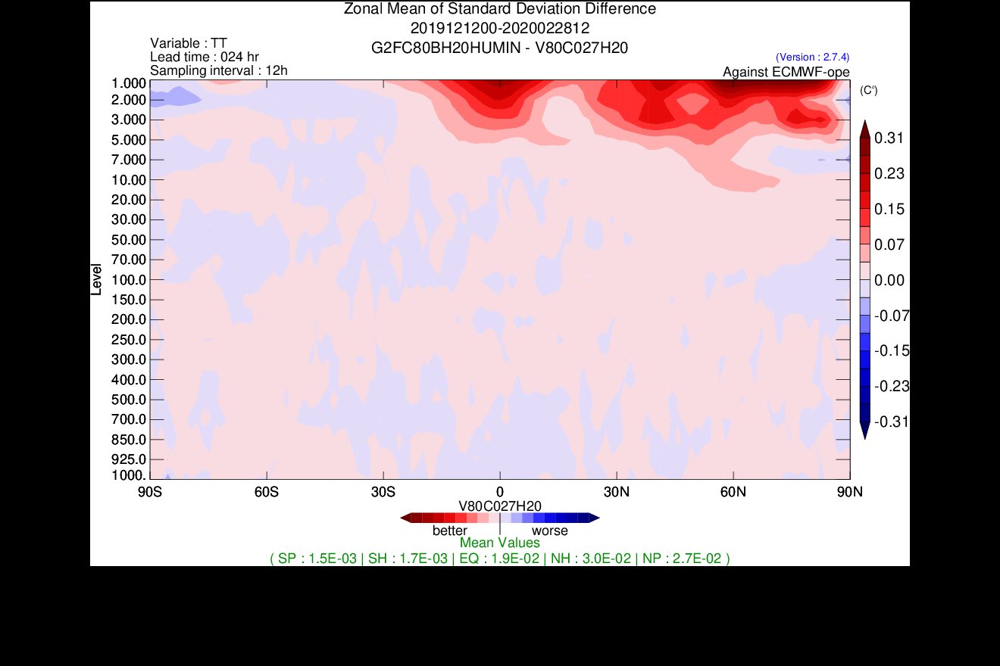 Zonal Mean of Standard Deviation Difference
2019121200-2020022812
G2FC80BH20HUMIN - V80C027H20
Variable : TT
Lead time : 024 hr
Sampling interval : 12h
(Version : 2.7.4)
Against ECMWF-ope
(C°)
Level
1.000
2.000
3.000
5.000
7.000
10.00
20.00
30.00
50.00
70.00
100.0
150.0
200.0
250.0
300.0
400.0
500.0
700.0
850.0
925.0
1000.
0.31
0.23
0.15
0.07
0.00
-0.07
-0.15
-0.23
-0.31
90S 60S 30S 0 30N 60N 90N
V80C027H20
better worse
Mean Values
( SP : 1.5E-03 | SH : 1.7E-03 | EQ : 1.9E-02 | NH : 3.0E-02 | NP : 2.7E-02 )